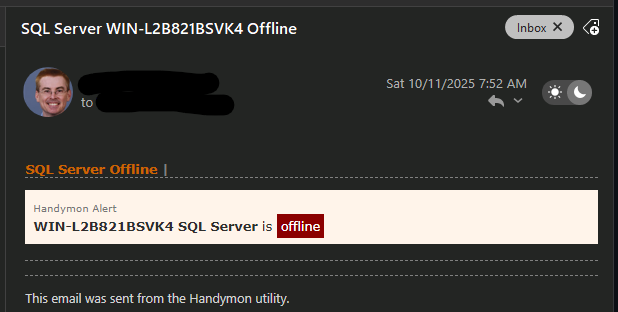 SQL Server WIN-L2B821BSVK4 Offline
Inbox
Sat 10/11/2025 7:52 AM
to
SQL Server Offline |
Handymon Alert
WIN-L2B821BSVK4 SQL Server is offline
This email was sent from the Handymon utility.